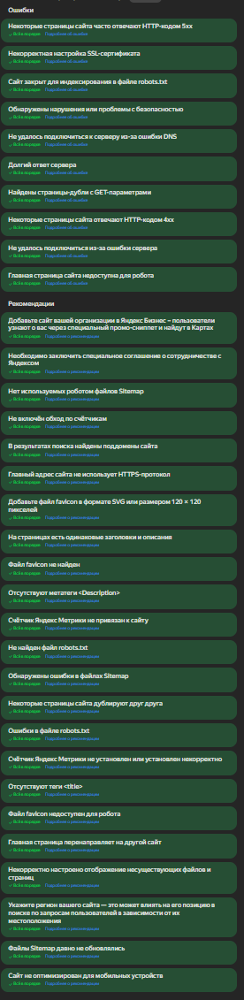 Ошибки
Некоторые страницы сайта часто отвечают HTTP-кодом 5xx
✓ Всё в порядке Подробнее об ошибке
Некорректная настройка SSL-сертификата
✓ Всё в порядке Подробнее об ошибке
Сайт закрыт для индексирования в файле robots.txt
✓ Всё в порядке Подробнее об ошибке
Обнаружены нарушения или проблемы с безопасностью
✓ Всё в порядке Подробнее об ошибке
Не удалось подключиться к серверу из-за ошибки DNS
✓ Всё в порядке Подробнее об ошибке
Долгий ответ сервера
✓ Всё в порядке Подробнее об ошибке
Найдены страницы-дубли с GET-параметрами
✓ Всё в порядке Подробнее об ошибке
Некоторые страницы сайта отвечают HTTP-кодом 4xx
✓ Всё в порядке Подробнее об ошибке
Не удалось подключиться из-за ошибки сервера
✓ Всё в порядке Подробнее об ошибке
Главная страница сайта недоступна для робота
✓ Всё в порядке Подробнее об ошибке
Рекомендации
Добавьте сайт вашей организации в Яндекс Бизнес – пользователи
узнают о вас через специальный промо-сниппет и найдут в Картах
✓ Всё в порядке Подробнее о рекомендации
Необходимо заключить специальное соглашение о сотрудничестве с
Яндексом
✓ Всё в порядке Подробнее о рекомендации
Нет используемых роботом файлов Sitemap
✓ Всё в порядке Подробнее о рекомендации
Не включён обход по счётчикам
✓ Всё в порядке Подробнее о рекомендации
В результатах поиска найдены поддомены сайта
✓ Всё в порядке Подробнее о рекомендации
Главный адрес сайта не использует HTTPS-протокол
✓ Всё в порядке Подробнее о рекомендации
Добавьте файл favicon в формате SVG или размером 120 × 120
пикселей
✓ Всё в порядке Подробнее о рекомендации
На страницах есть одинаковые заголовки и описания
✓ Всё в порядке Подробнее о рекомендации
Файл favicon не найден
✓ Всё в порядке Подробнее о рекомендации
Отсутствуют метатеги <Description>
✓ Всё в порядке Подробнее о рекомендации
Счётчик Яндекс Метрики не привязан к сайту
✓ Всё в порядке Подробнее о рекомендации
Не найден файл robots.txt
✓ Всё в порядке Подробнее о рекомендации
Обнаружены ошибки в файлах Sitemap
✓ Всё в порядке Подробнее о рекомендации
Некоторые страницы сайта дублируют друг друга
✓ Всё в порядке Подробнее о рекомендации
Ошибки в файле robots.txt
✓ Всё в порядке Подробнее о рекомендации
Счётчик Яндекс Метрики не установлен или установлен некорректно
✓ Всё в порядке Подробнее о рекомендации
Отсутствуют теги <title>
✓ Всё в порядке Подробнее о рекомендации
Файл favicon недоступен для робота
✓ Всё в порядке Подробнее о рекомендации
Главная страница перенаправляет на другой сайт
✓ Всё в порядке Подробнее о рекомендации
Некорректно настроено отображение несуществующих файлов и
страниц
✓ Всё в порядке Подробнее о рекомендации
Укажите регион вашего сайта — это может влиять на его позицию в
поиске по запросам пользователей в зависимости от их
местоположения
✓ Всё в порядке Подробнее о рекомендации
Файлы Sitemap давно не обновлялись
✓ Всё в порядке Подробнее о рекомендации
Сайт не оптимизирован для мобильных устройств
✓ Всё в порядке Подробнее о рекомендации